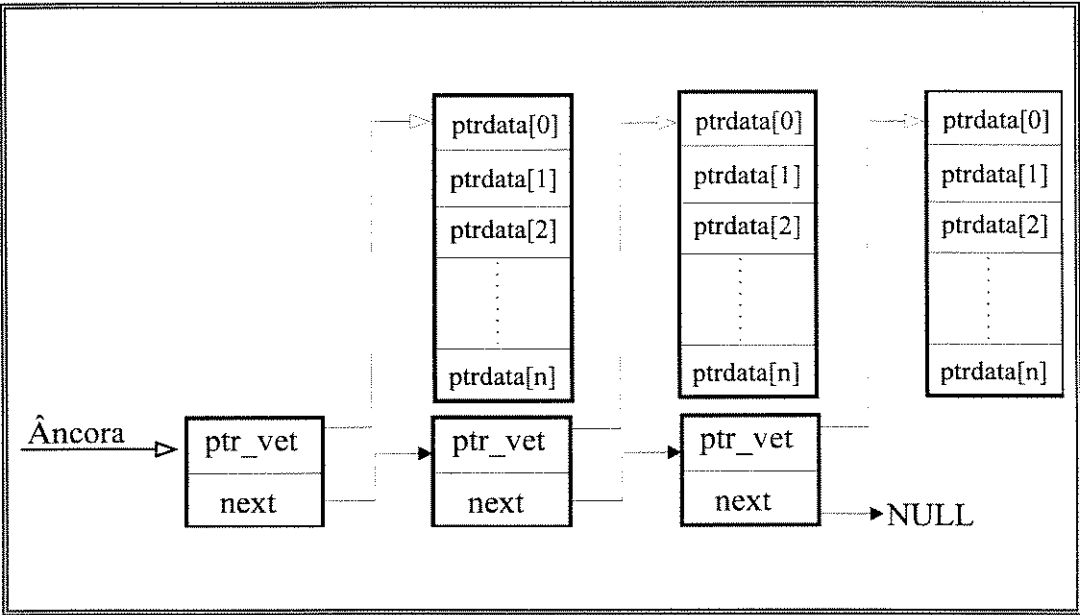 ptrdata[0]
ptrdata[1]
ptrdata[2]
ptrdata[n]
ptrdata[0]
ptrdata[1]
ptrdata[2]
ptrdata[n]
ptrdata[0]
ptrdata[1]
ptrdata[2]
ptrdata[n]
Âncora
ptr_vet
next
ptr_vet
next
ptr_vet
next
NULL